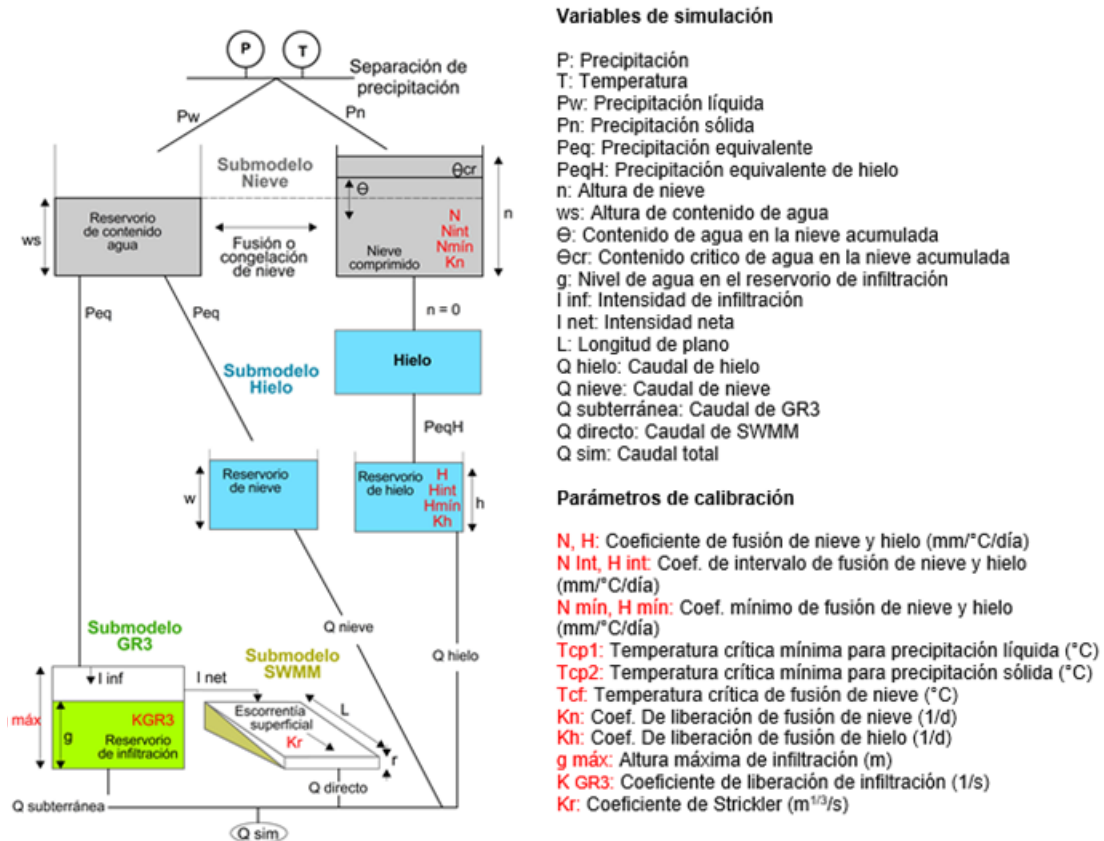 P
T
Separación de
precipitación
Pw
Pn
Submodelo
Nieve
Өcr
Ө
n
ws
Reservorio
de contenido
agua
Fusión o
congelación
de nieve
N
Nint
Nmín
Kn
Nieve
comprimido
Peq
Peq
n = 0
Submodelo
Hielo
Hielo
PeqH
w
Reservorio
de nieve
Reservorio
de hielo
H
Hint
Hmín
Kh
h
Submodelo
GR3
Q nieve
Q hielo
Submodelo
SWMM
I inf
I net
máx
g
KGR3
Reservorio
de infiltración
Escorrentía
superficial
Kr
L
r
Q subterránea
Q directo
Q sim
Variables de simulación
P: Precipitación
T: Temperatura
Pw: Precipitación líquida
Pn: Precipitación sólida
Peq: Precipitación equivalente
PeqH: Precipitación equivalente de hielo
n: Altura de nieve
ws: Altura de contenido de agua
Ө: Contenido de agua en la nieve acumulada
Өcr: Contenido critico de agua en la nieve acumulada
g: Nivel de agua en el reservorio de infiltración
I inf: Intensidad de infiltración
I net: Intensidad neta
L: Longitud de plano
Q hielo: Caudal de hielo
Q nieve: Caudal de nieve
Q subterránea: Caudal de GR3
Q directo: Caudal de SWMM
Q sim: Caudal total
Parámetros de calibración
N, H: Coeficiente de fusión de nieve y hielo (mm/°C/día)
N Int, H int: Coef. de intervalo de fusión de nieve y hielo
(mm/°C/día)
N mín, H mín: Coef. mínimo de fusión de nieve y hielo
(mm/°C/día)
Tcp1: Temperatura crítica mínima para precipitación líquida (°C)
Tcp2: Temperatura crítica mínima para precipitación sólida (°C)
Tcf: Temperatura crítica de fusión de nieve (°C)
Kn: Coef. De liberación de fusión de nieve (1/d)
Kh: Coef. De liberación de fusión de hielo (1/d)
g máx: Altura máxima de infiltración (m)
K GR3: Coeficiente de liberación de infiltración (1/s)
Kr: Coeficiente de Strickler (m^1/3/s)